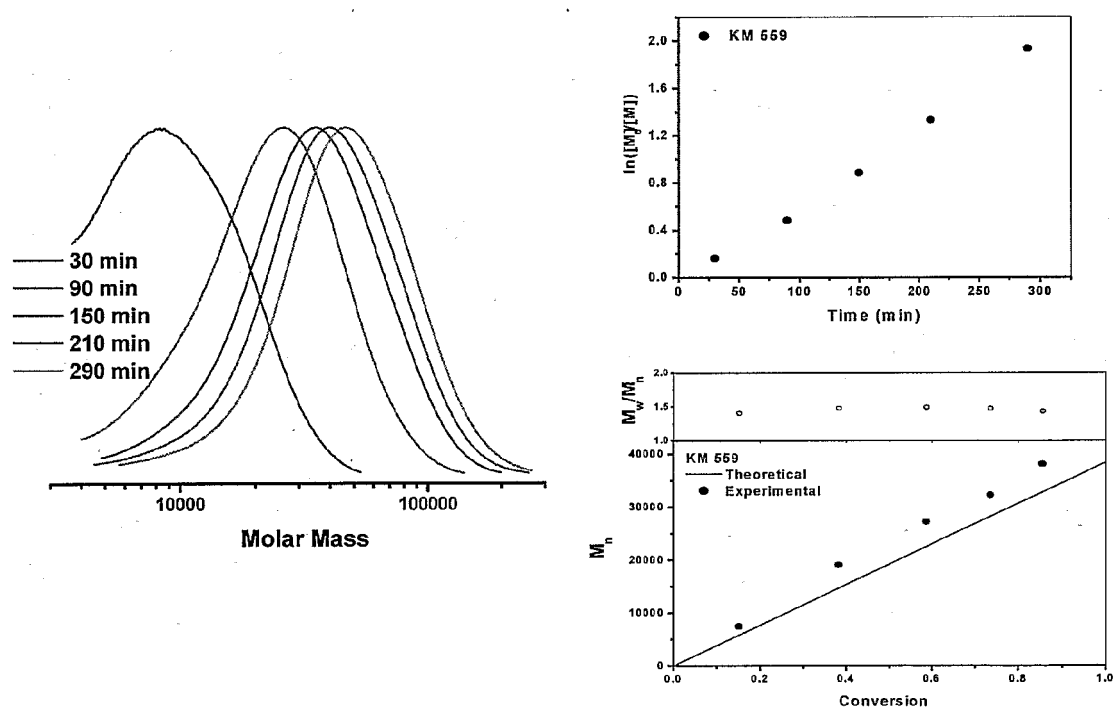 30 min
90 min
150 min
210 min
290 min
10000
100000
Molar Mass
KM 559
2.0
1.6
1.2
0.8
0.4
0.0
ln([M]0/[M])
0
50
100
150
200
250
300
Time (min)
2.0
1.5
1.0
Mw/Mn
KM 559
Theoretical
Experimental
40000
30000
20000
10000
0
Mn
0.0
0.2
0.4
0.6
0.8
1.0
Conversion